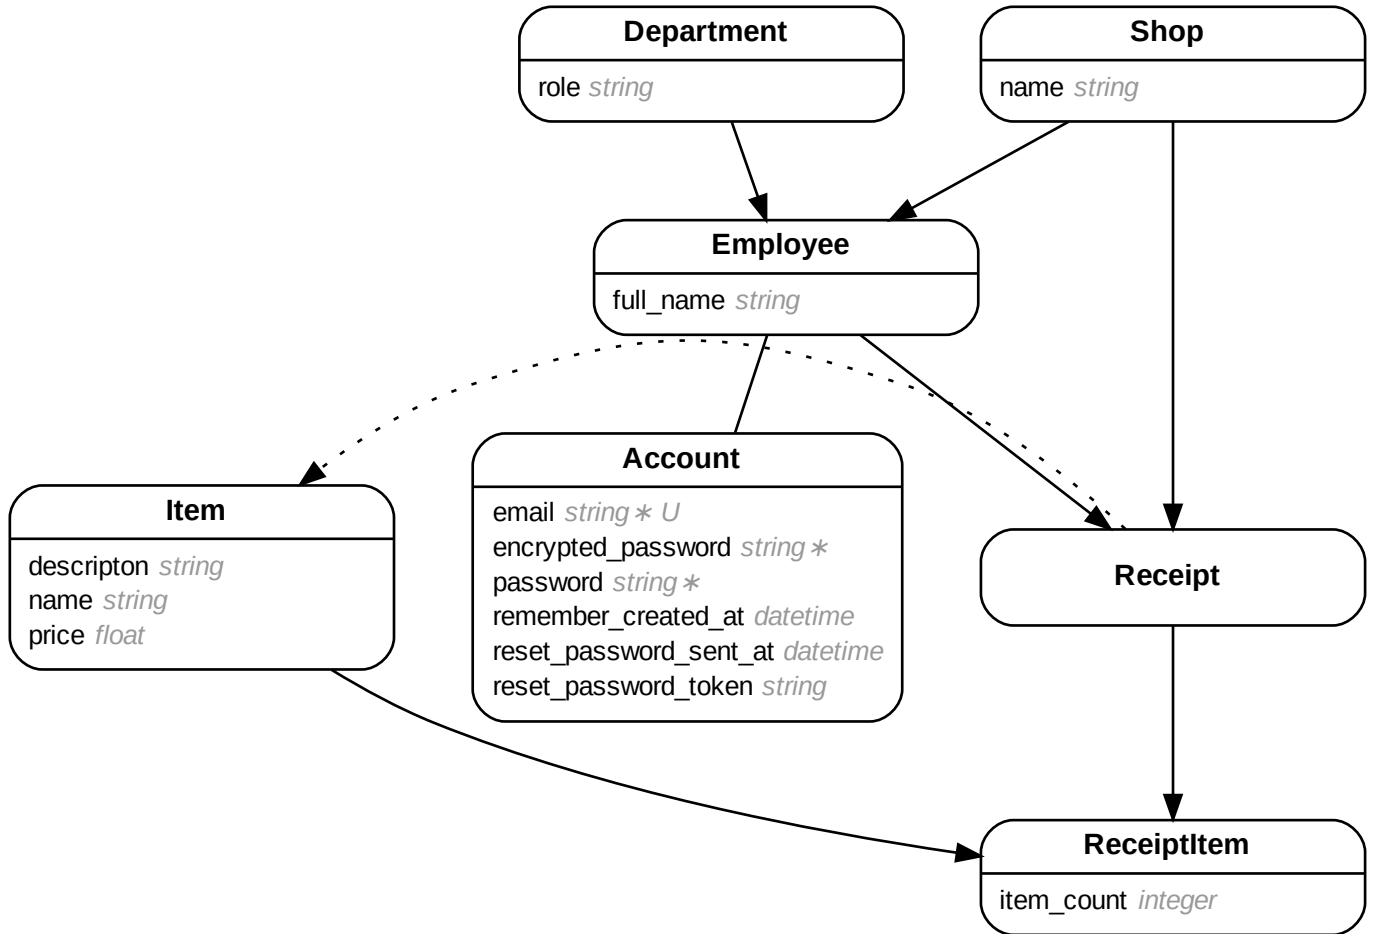 Department
role string
Shop
name string
Employee
full_name string
Item
descripton string
name string
price float
Account
email string∗ U
encrypted_password string∗
password string∗
remember_created_at datetime
reset_password_sent_at datetime
reset_password_token string
Receipt
ReceiptItem
item_count integer